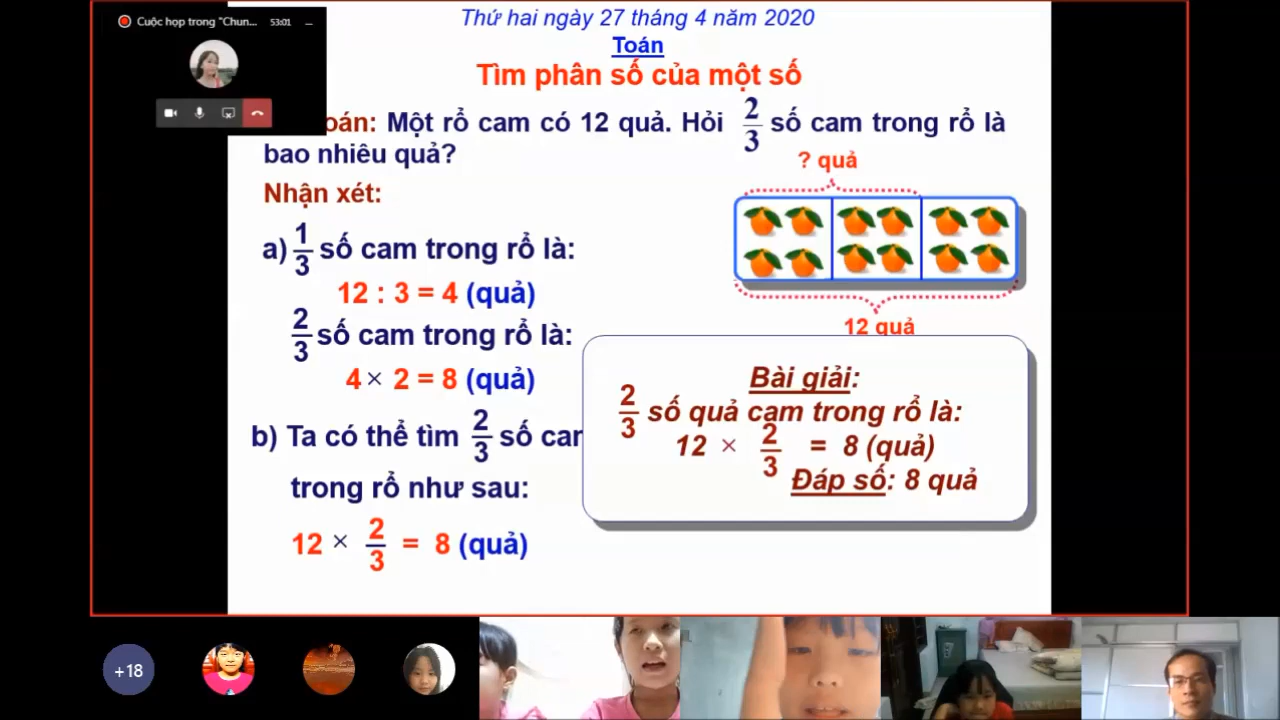 Cuộc họp trong "Chun... 53:01
Thứ hai ngày 27 tháng 4 năm 2020
Toán
Tìm phân số của một số
oán: Một rổ cam có 12 quả. Hỏi 2/3 số cam trong rổ là
bao nhiêu quả?
? quả
Nhận xét:
a) 1/3 số cam trong rổ là:
12 : 3 = 4 (quả)
12 quả
2/3 số cam trong rổ là:
4 × 2 = 8 (quả)
b) Ta có thể tìm 2/3 số can
trong rổ như sau:
12 × 2/3 = 8 (quả)
Bài giải:
2/3 số quả cam trong rổ là:
12 × 2/3 = 8 (quả)
Đáp số: 8 quả
+18